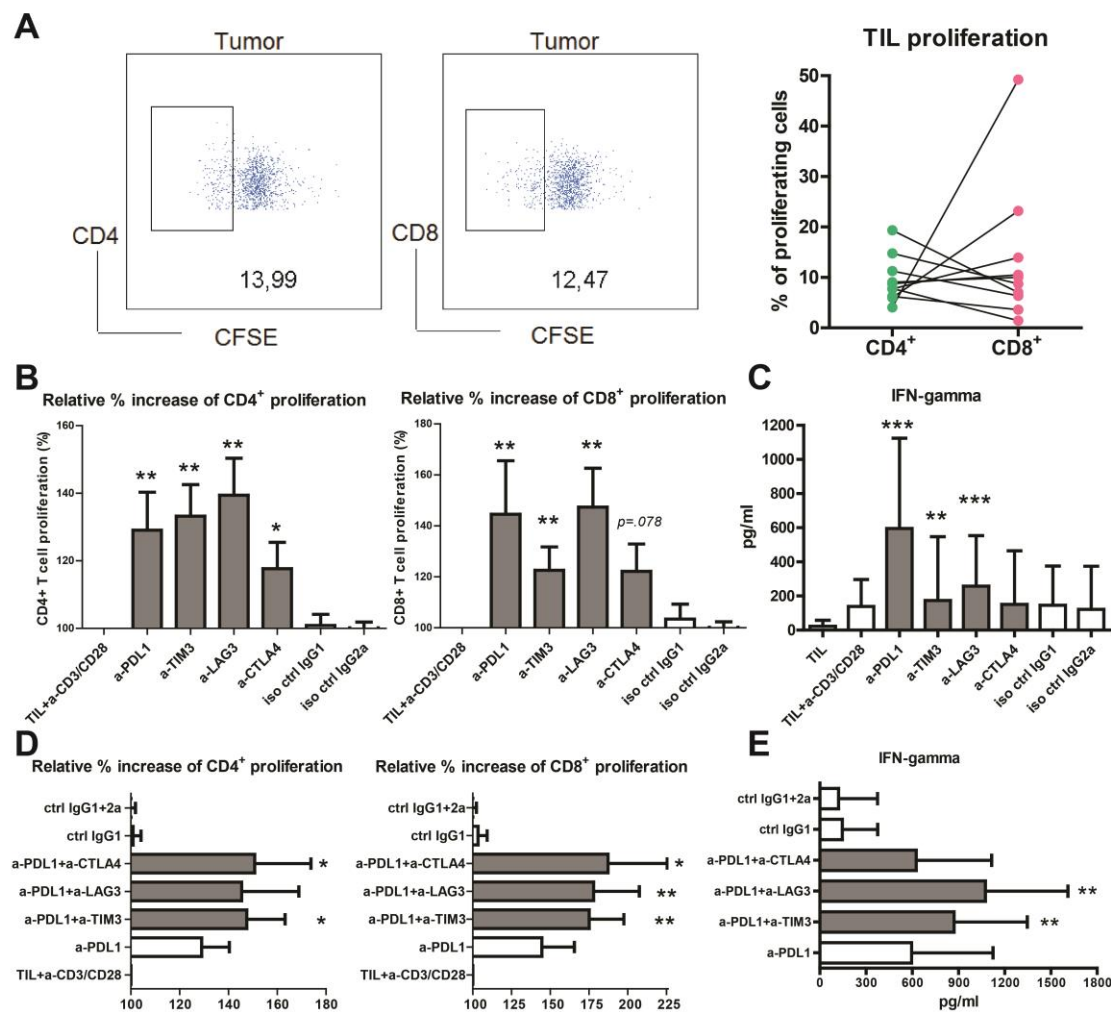 A
Tumor
CD4
13,99
CFSE
Tumor
CD8
12,47
CFSE
TIL proliferation
% of proliferating cells
50
40
30
20
10
0
CD4+
CD8+
B
Relative % increase of CD4+ proliferation
CD4+ T cell proliferation (%)
160
140
120
100
**
**
**
*
TIL+a-CD3/CD28
a-PDL1
a-TIM3
a-LAG3
a-CTLA4
iso ctrl IgG1
iso ctrl IgG2a
Relative % increase of CD8+ proliferation
CD8+ T cell proliferation (%)
180
160
140
120
100
**
**
**
p=.078
TIL+a-CD3/CD28
a-PDL1
a-TIM3
a-LAG3
a-CTLA4
iso ctrl IgG1
iso ctrl IgG2a
C
IFN-gamma
pg/ml
1200
1000
800
600
400
200
0
***
**
***
TIL
TIL+a-CD3/CD28
a-PDL1
a-TIM3
a-LAG3
a-CTLA4
iso ctrl IgG1
iso ctrl IgG2a
D
Relative % increase of CD4+ proliferation
ctrl IgG1+2a
ctrl IgG1
a-PDL1+a-CTLA4 *
a-PDL1+a-LAG3
a-PDL1+a-TIM3 *
a-PDL1
TIL+a-CD3/CD28
100 120 140 160 180
Relative % increase of CD8+ proliferation
ctrl IgG1+2a
ctrl IgG1
a-PDL1+a-CTLA4 *
a-PDL1+a-LAG3 **
a-PDL1+a-TIM3 **
a-PDL1
TIL+a-CD3/CD28
100 125 150 175 200 225
E
IFN-gamma
ctrl IgG1+2a
ctrl IgG1
a-PDL1+a-CTLA4
a-PDL1+a-LAG3 **
a-PDL1+a-TIM3 **
a-PDL1
0 300 600 900 1200 1500 1800
pg/ml